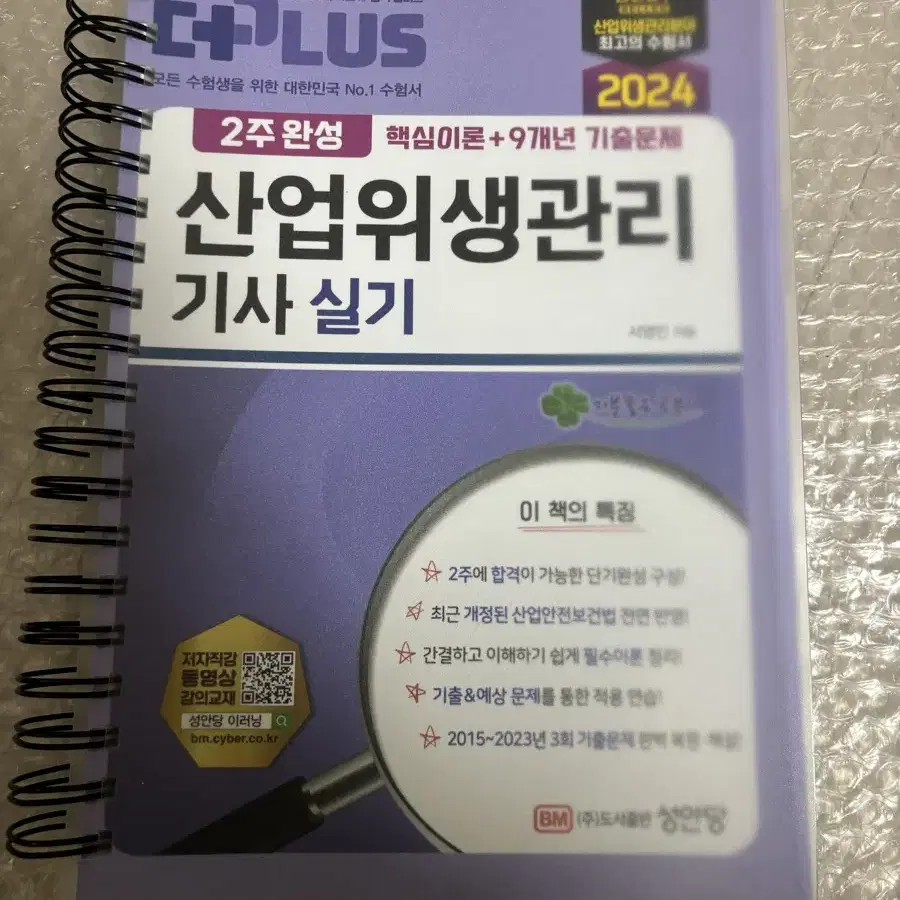 더PLUS
모든 수험생을 위한 대한민국 No.1 수험서
산업위생관리분야
최고의 수험서
2024
2주완성 핵심이론+9개년 기출문제
산업위생관리
기사 실기
이 책의 특징
2주에 합격이 가능한 단기완성 구성!
최근 개정된 산업안전보건법 전면 반영!
간결하고 이해하기 쉽게 필수이론 정리!
기출&예상 문제를 통한 적용 연습!
2015~2023년 3회 기출문제
저자직강
동영상
강의교재
성안당 이러닝
bm.cyber.co.kr
BM (주)도서출판 성안당